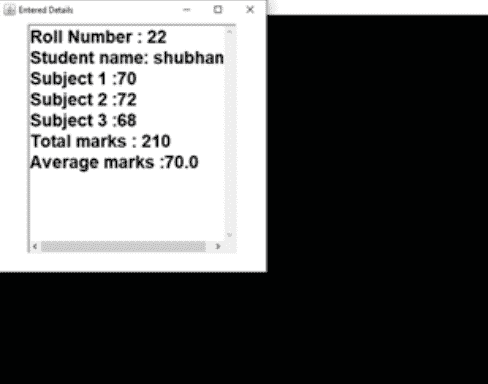 Entered Details
Roll Number : 22
Student name: shubhan
Subject 1 :70
Subject 2 :72
Subject 3 :68
Total marks : 210
Average marks :70.0